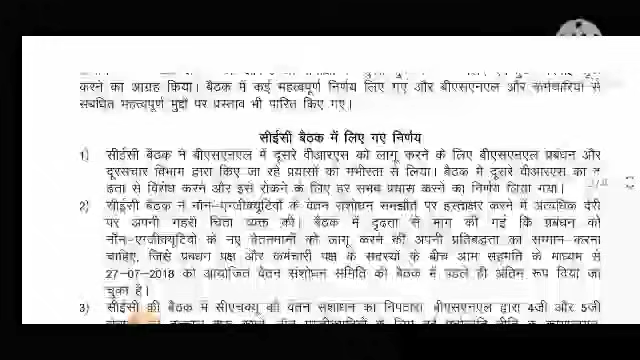 करने का आग्रह किया। बैठक में कई महत्वपूर्ण निर्णय लिए गए और बीएसएनएल और कर्मचारियों से
संबंधित महत्वपूर्ण मुद्दों पर प्रस्ताव भी पारित किए गए।
सीईसी बैठक में लिए गए निर्णय
1) सीईसी बैठक ने बीएसएनएल में दूसरे वीआरएस को लागू करने के लिए बीएसएनएल प्रबंधन और
दूरसंचार विभाग द्वारा किए जा रहे प्रयासों को गंभीरता से लिया। बैठक में दूसरे वीआरएस का दृ
ढता से विरोध करने और इसे रोकने के लिए हर संभव प्रयास करने का निर्णय लिया गया।
2) सीईसी बैठक ने नॉन-एग्जीक्यूटिवों के वेतन संशोधन समझौते पर हस्ताक्षर करने में अत्यधिक देरी
पर अपनी गहरी चिंता व्यक्त की। बैठक में दृढता से मांग की गई कि प्रबंधन को
नॉन-एग्जीक्यूटिवों के नए वेतनमानों को लागू करने की अपनी प्रतिबद्धता का सम्मान करना
चाहिए, जिसे प्रबंधन पक्ष और कर्मचारी पक्ष के सदस्यों के बीच आम सहमति के माध्यम से
27-07-2018 को आयोजित वेतन संशोधन समिति की बैठक में पहले ही अंतिम रूप दिया जा
चुका है।
3) सीईसी की बैठक में सीएचक्यू को वेतन संशोधन का निपटारा, बीएसएनएल द्वारा 4जी और 5जी